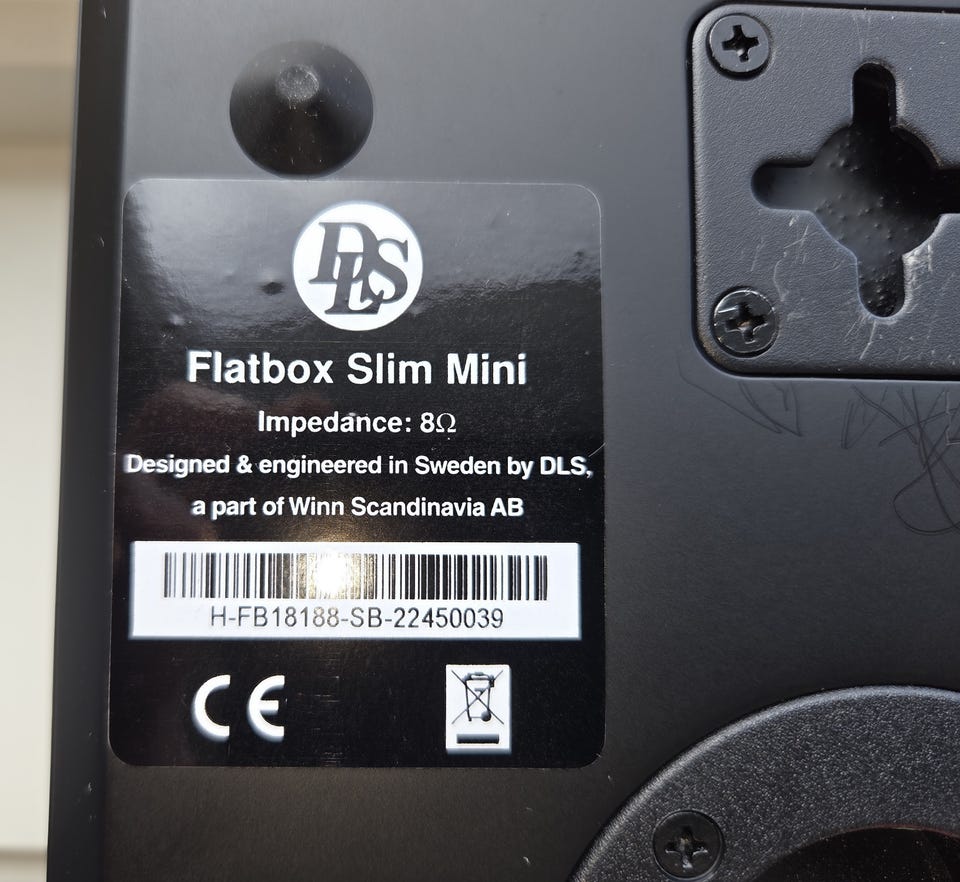 DLS
Flatbox Slim Mini
Impedance: 8Ω
Designed & engineered in Sweden by DLS,
a part of Winn Scandinavia AB
H-FB18188-SB-22450039
CE